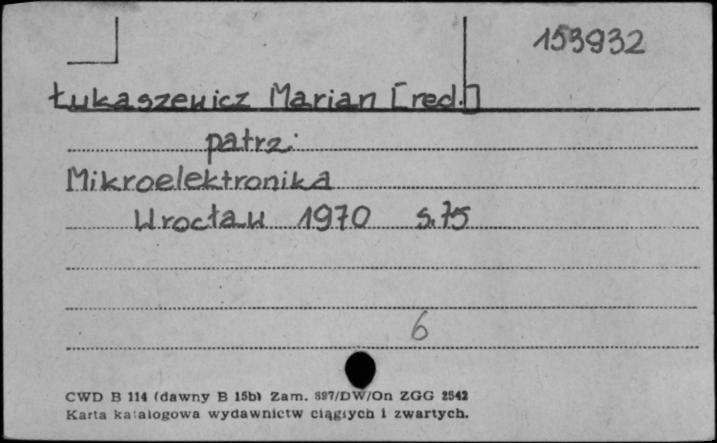 153932
Łukaszewicz Marian [red.]
patrz:
Mikroelektronika
Wrocław 1970 s. 75
6
CWD B 114 (dawny B 15b) Zam. 897/DW/On ZGG 2542
Karta katalogowa wydawnictw ciągłych i zwartych.